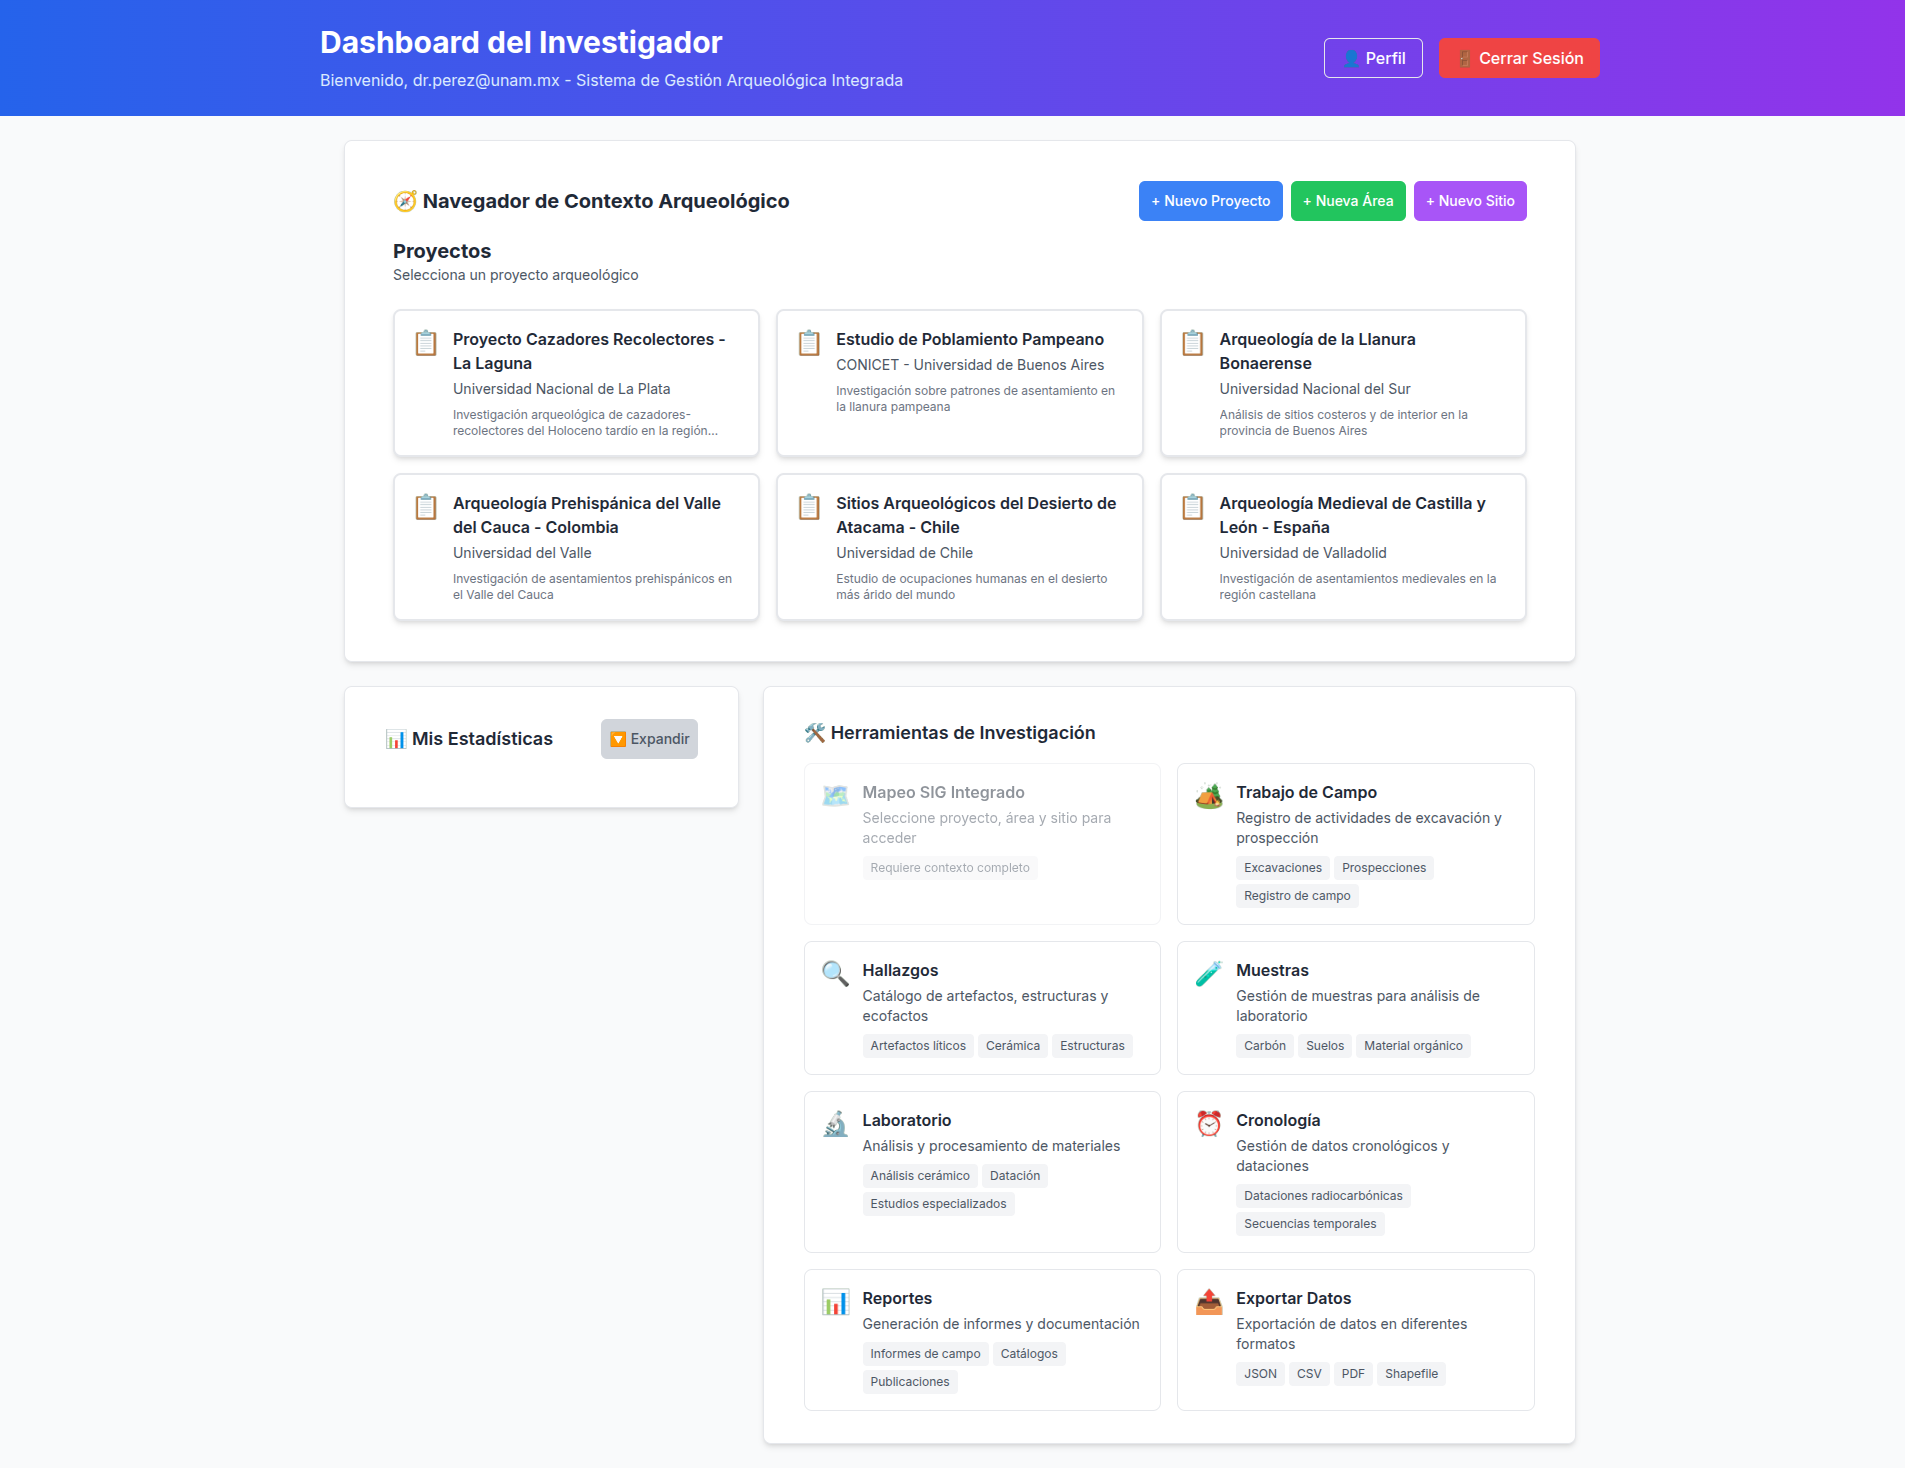 Dashboard del Investigador
Bienvenido, dr.perez@unam.mx - Sistema de Gestión Arqueológica Integrada
Perfil
Cerrar Sesión
Navegador de Contexto Arqueológico
+ Nuevo Proyecto
+ Nueva Área
+ Nuevo Sitio
Proyectos
Selecciona un proyecto arqueológico
Proyecto Cazadores Recolectores -
La Laguna
Universidad Nacional de La Plata
Investigación arqueológica de cazadores-
recolectores del Holoceno tardío en la región...
Estudio de Poblamiento Pampeano
CONICET - Universidad de Buenos Aires
Investigación sobre patrones de asentamiento en
la llanura pampeana
Arqueología de la Llanura
Bonaerense
Universidad Nacional del Sur
Análisis de sitios costeros y de interior en la
provincia de Buenos Aires
Arqueología Prehispánica del Valle
del Cauca - Colombia
Universidad del Valle
Investigación de asentamientos prehispánicos en
el Valle del Cauca
Sitios Arqueológicos del Desierto de
Atacama - Chile
Universidad de Chile
Estudio de ocupaciones humanas en el desierto
más árido del mundo
Arqueología Medieval de Castilla y
León - España
Universidad de Valladolid
Investigación de asentamientos medievales en la
región castellana
Mis Estadísticas
Expandir
Herramientas de Investigación
Mapeo SIG Integrado
Seleccione proyecto, área y sitio para
acceder
Requiere contexto completo
Trabajo de Campo
Registro de actividades de excavación y
prospección
Excavaciones
Prospecciones
Registro de campo
Hallazgos
Catálogo de artefactos, estructuras y
ecofactos
Artefactos líticos
Cerámica
Estructuras
Muestras
Gestión de muestras para análisis de
laboratorio
Carbón
Suelos
Material orgánico
Laboratorio
Análisis y procesamiento de materiales
Análisis cerámico
Datación
Estudios especializados
Cronología
Gestión de datos cronológicos y
dataciones
Dataciones radiocarbónicas
Secuencias temporales
Reportes
Generación de informes y documentación
Informes de campo
Catálogos
Publicaciones
Exportar Datos
Exportación de datos en diferentes
formatos
JSON
CSV
PDF
Shapefile